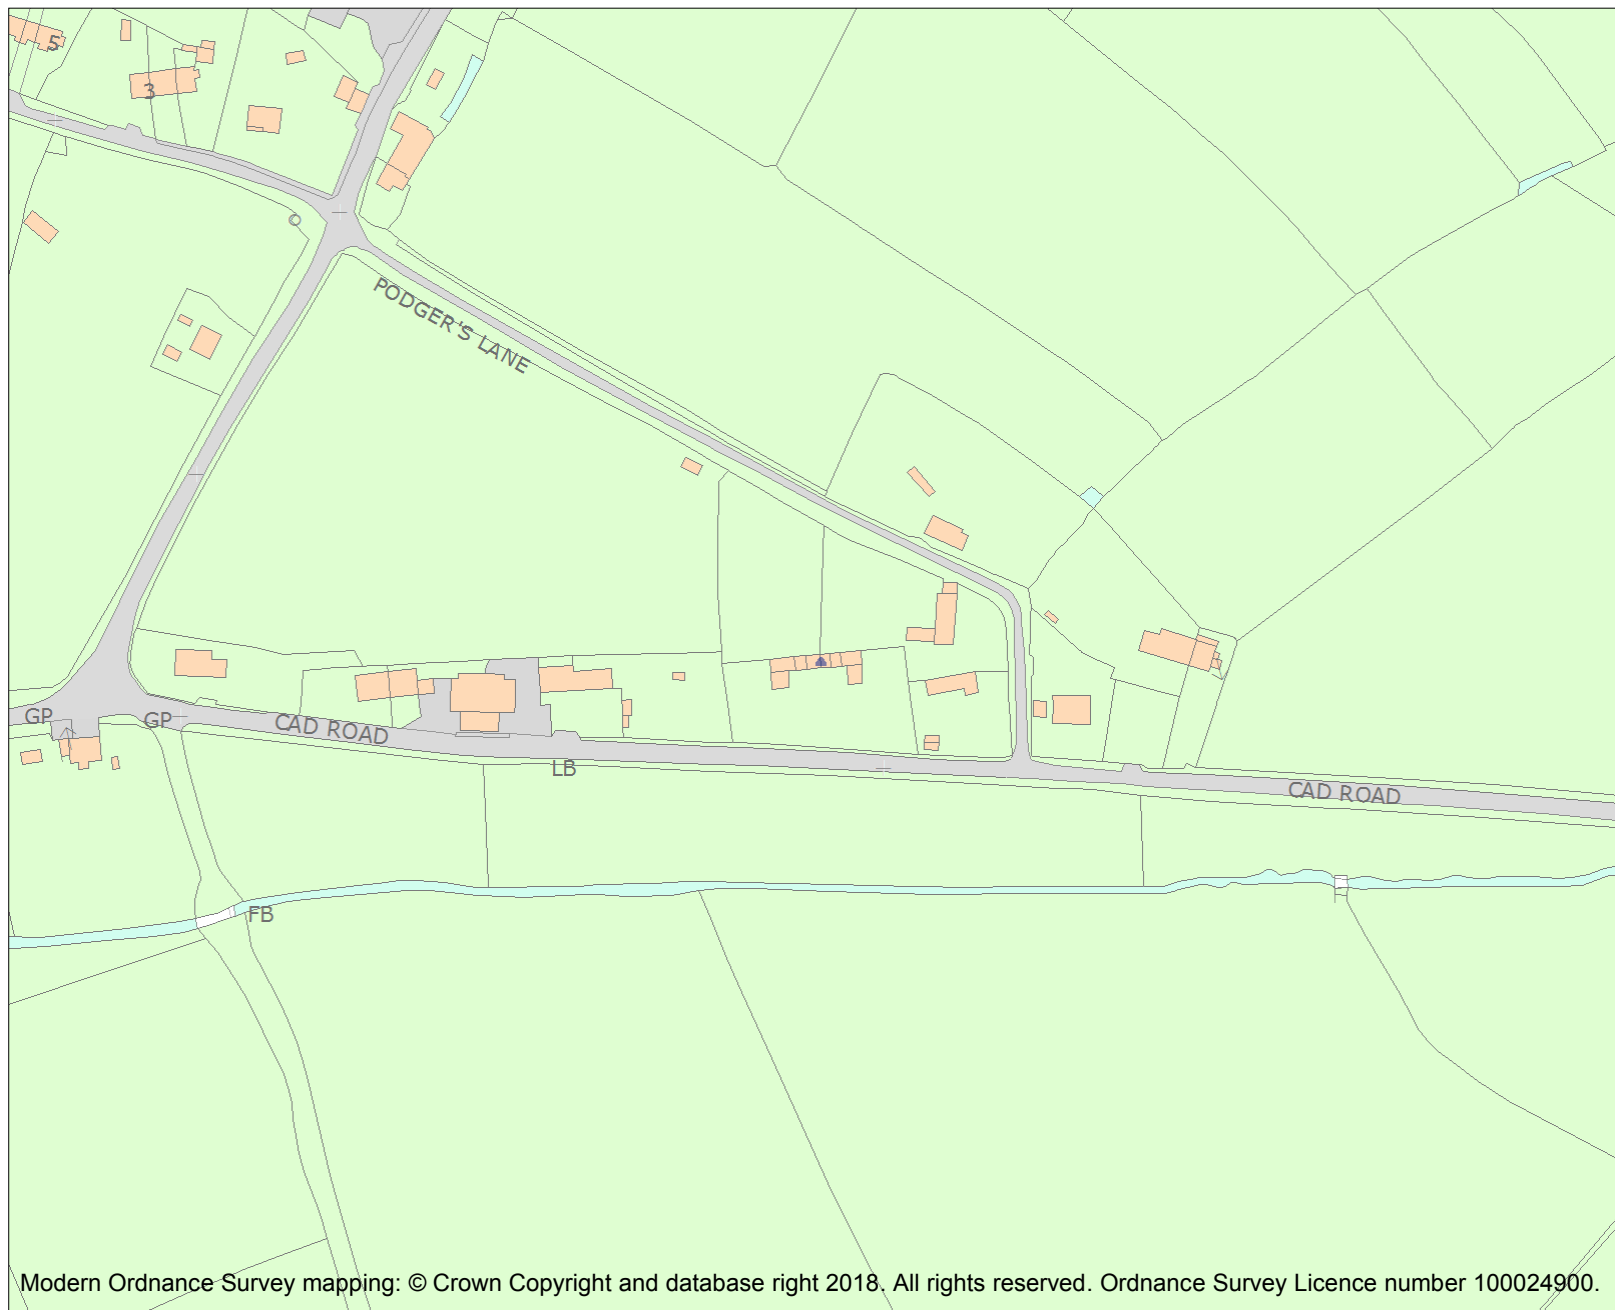 5
3
©
PODGER'S LANE
GP
GP
CAD ROAD
LB
CAD ROAD
FB
Modern Ordnance Survey mapping: © Crown Copyright and database right 2018. All rights reserved. Ordnance Survey Licence number 100024900.